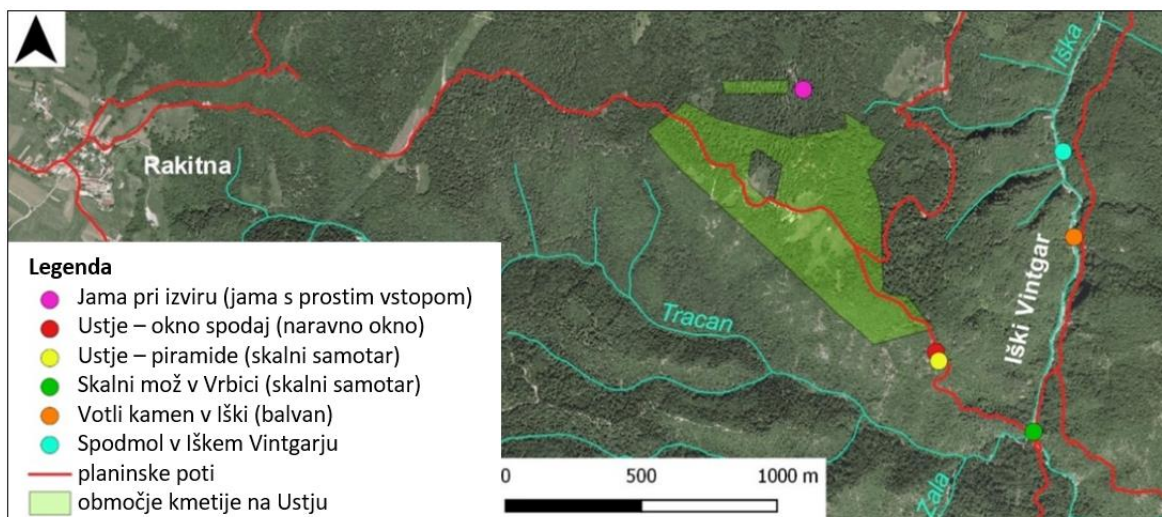 Iška
Rakitna
Iški Vintgar
Tracan
Zala
Legenda
Jama pri izviru (jama s prostim vstopom)
Ustje – okno spodaj (naravno okno)
Ustje – piramide (skalni samotar)
Skalni mož v Vrbici (skalni samotar)
Votli kamen v Iški (balvan)
Spodmol v Iškem Vintgarju
planinske poti
območje kmetije na Ustju
0 500 1000 m